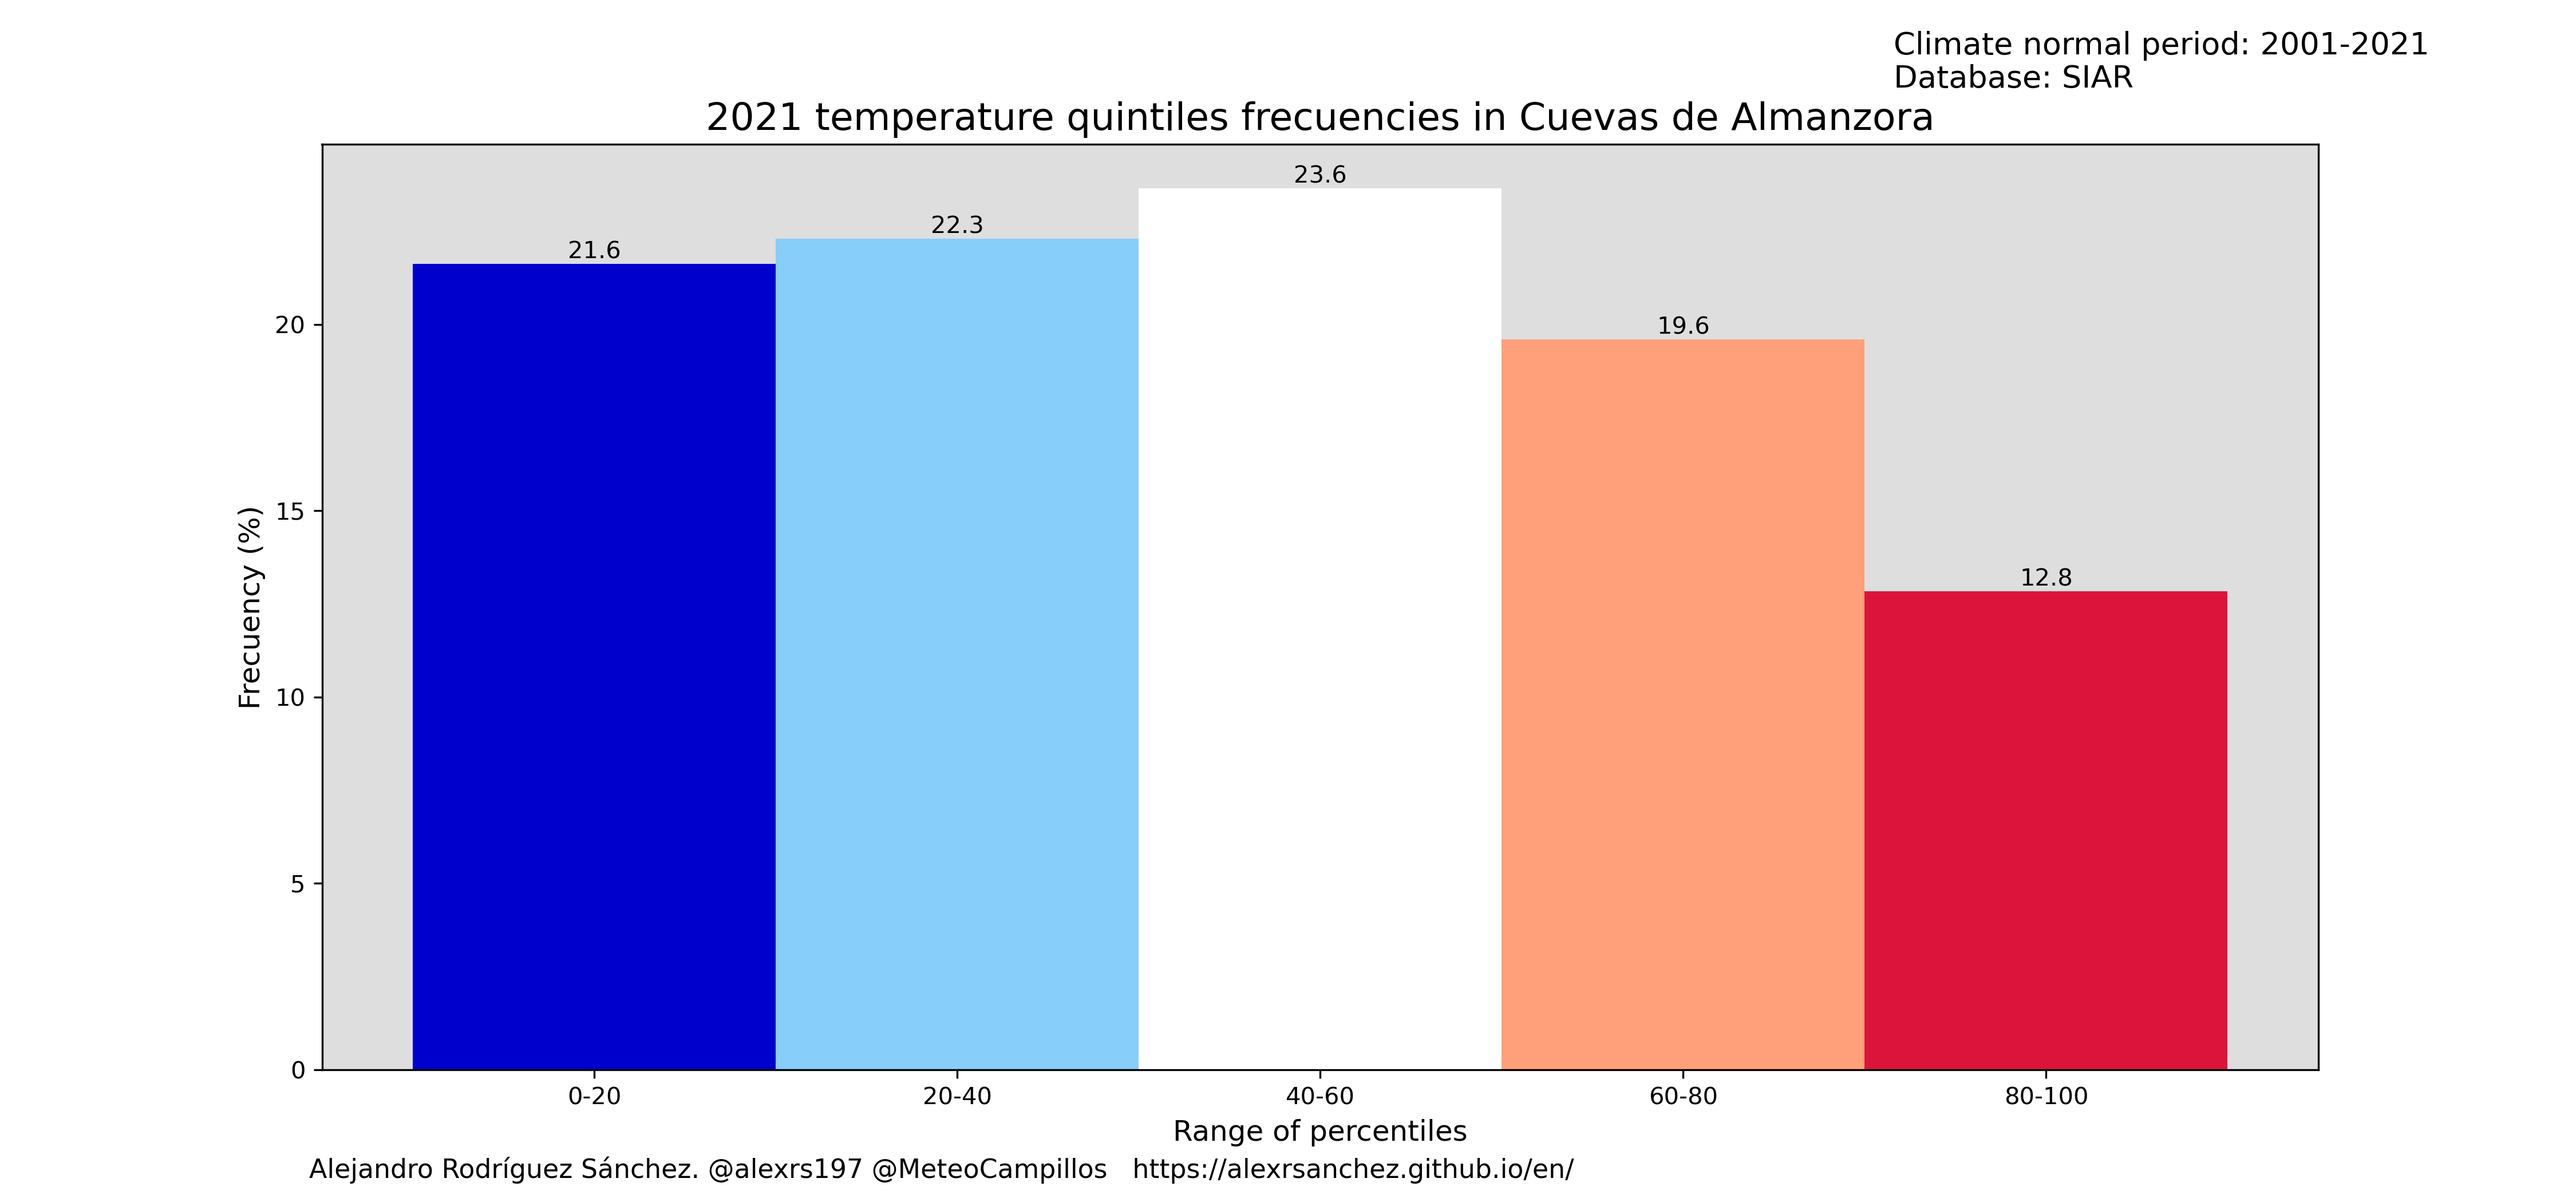 Climate normal period: 2001-2021
Database: SIAR
2021 temperature quintiles frecuencies in Cuevas de Almanzora
23.6
22.3
21.6
20
19.6
15
12.8
10
5
0
Frecuency (%)
0-20 20-40 40-60 60-80 80-100
Range of percentiles
Alejandro Rodríguez Sánchez. @alexrs197 @MeteoCampillos https://alexrsanchez.github.io/en/